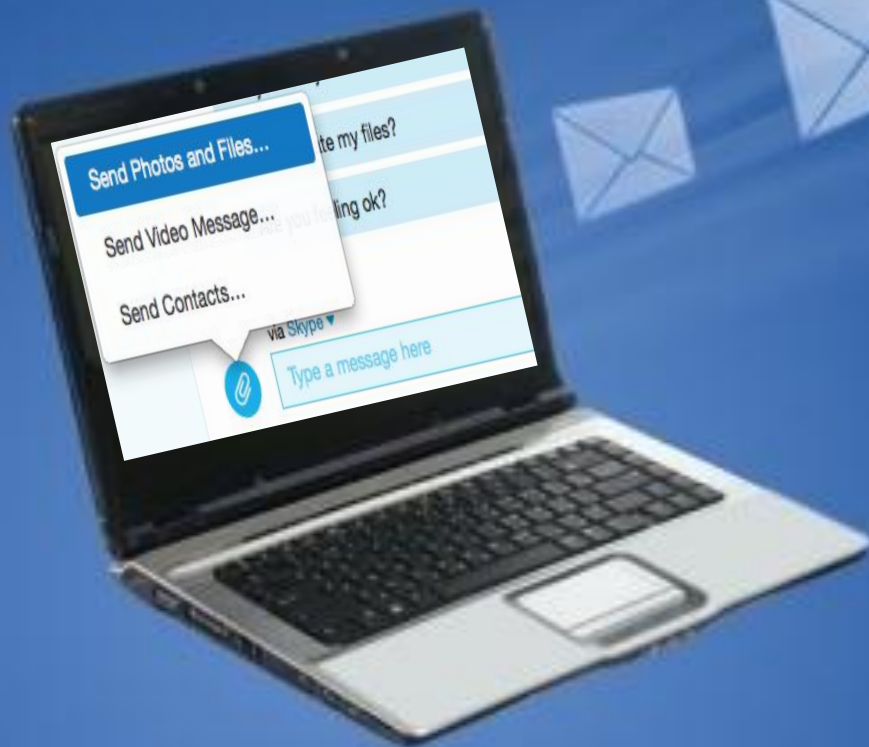 Send Photos and Files...
te my files?
Send Video Message...
ling ok?
Send Contacts...
via Skype ▾
Type a message here